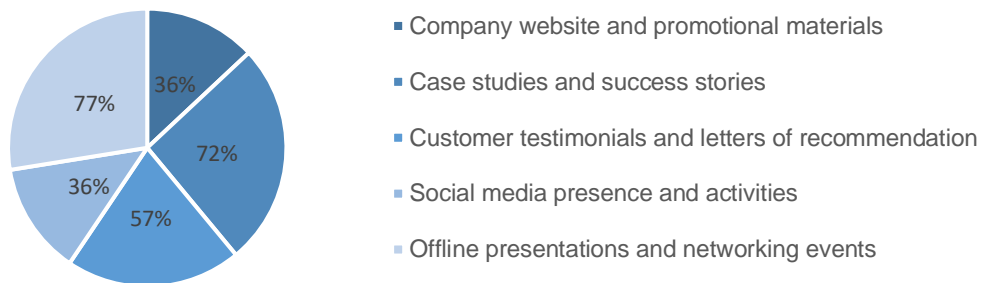 36%
72%
57%
36%
77%
Company website and promotional materials
Case studies and success stories
Customer testimonials and letters of recommendation
Social media presence and activities
Offline presentations and networking events